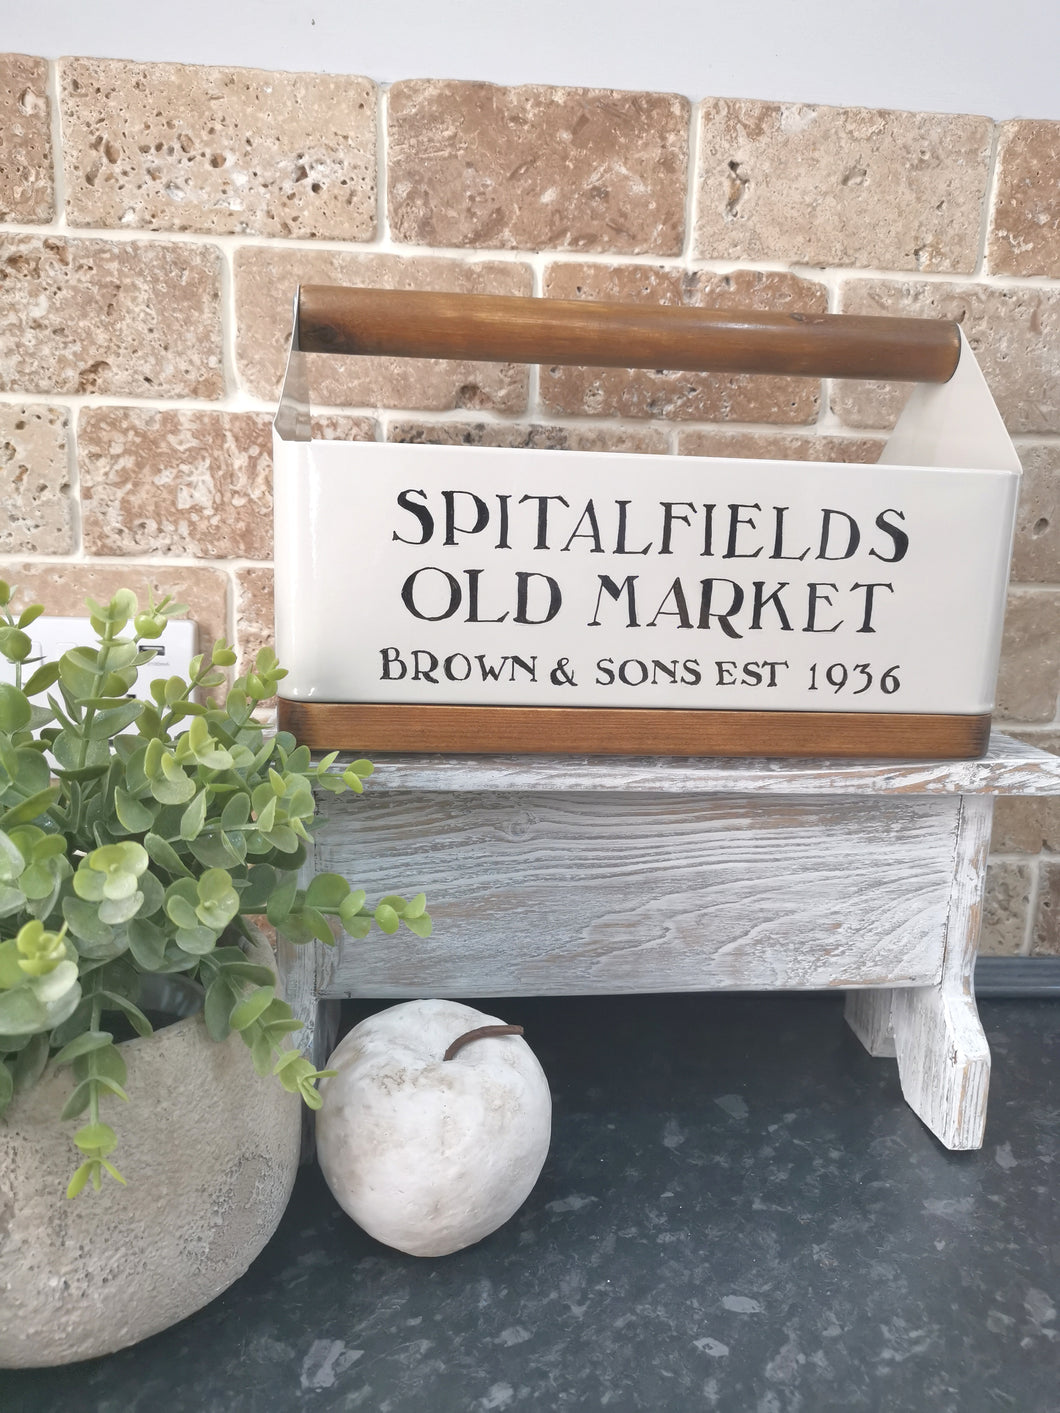 SPITALFIELDS
OLD MARKET
BROWN & SONS EST 1936